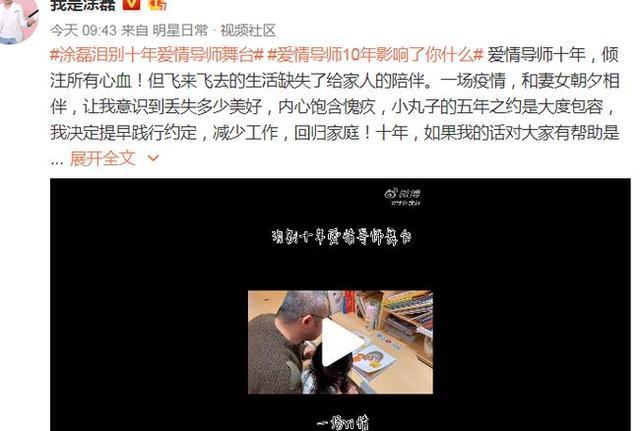 我是涂磊
今天 09:43 来自 明星日常 · 视频社区
#涂磊泪别十年爱情导师舞台# #爱情导师10年影响了你什么# 爱情导师十年，倾
注所有心血！但飞来飞去的生活缺失了给家人的陪伴。一场疫情，和妻女朝夕相
伴，让我意识到丢失多少美好，内心饱含愧疚，小丸子的五年之约是大度包容，
我决定提早践行约定，减少工作，回归家庭！十年，如果我的话对大家有帮助是
... 展开全文
微博
泪别十年爱情导师舞台
一场yi情